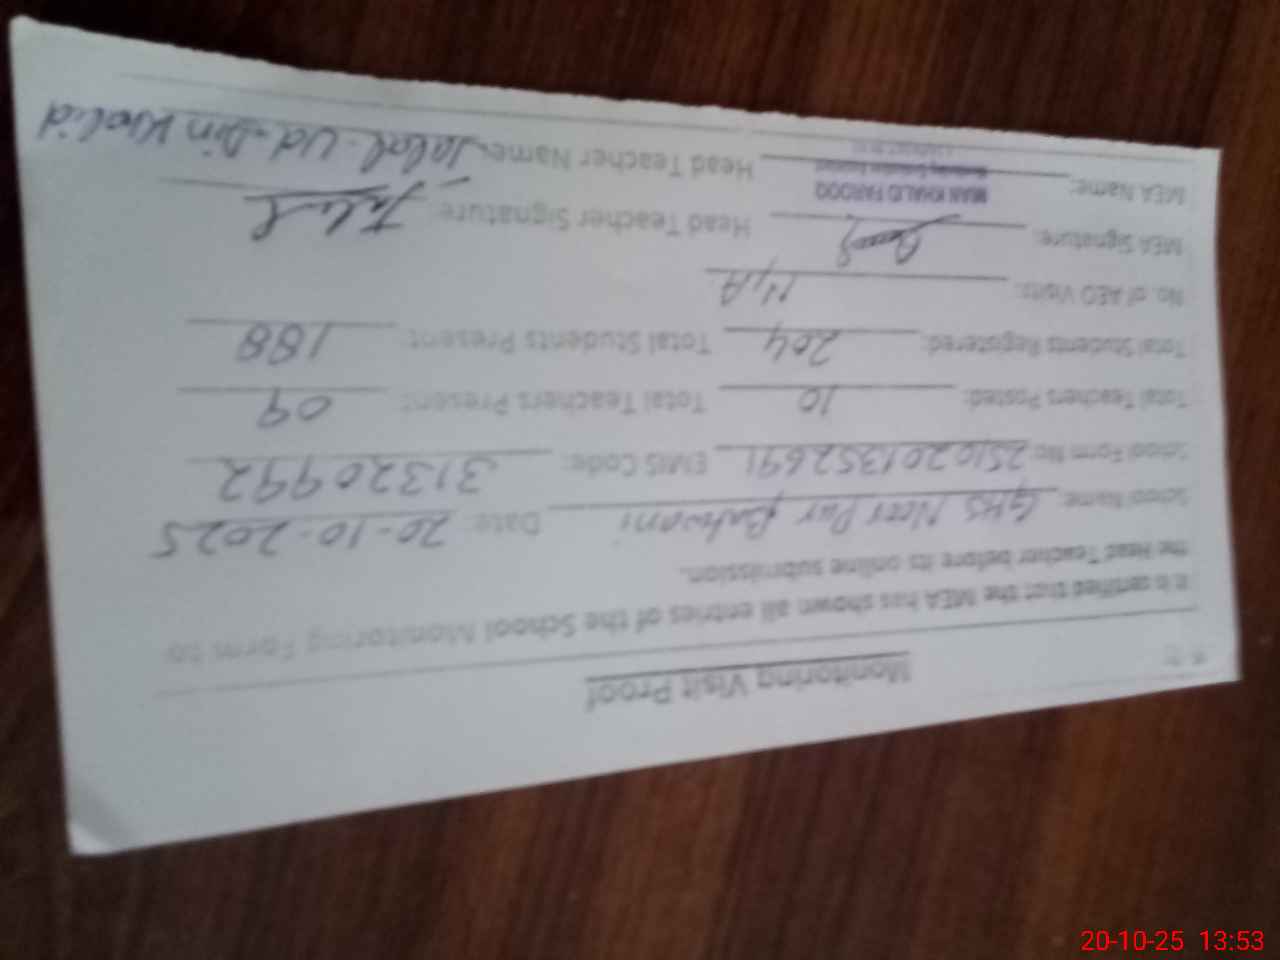 Monitoring Visit Proof
It is certified that the MEA has shown all entries of the School Monitoring Form to
the Head Teacher before its online submission.
School Name: GHS Noor Pur Date: 20-10-2025
School Form No: 2510201352691 EMIS Code: 31320992
Total Teachers Posted: 10 Total Teachers Present: 09
Total Students Registered: 204 Total Students Present: 188
No. of AEO Visits: N/A
MEA Signature: Head Teacher Signature: Jalal
MEA Name: MIAN KHALID FAROOQ Head Teacher Name: Jalal-Ud-Din Khalid
20-10-25 13:53